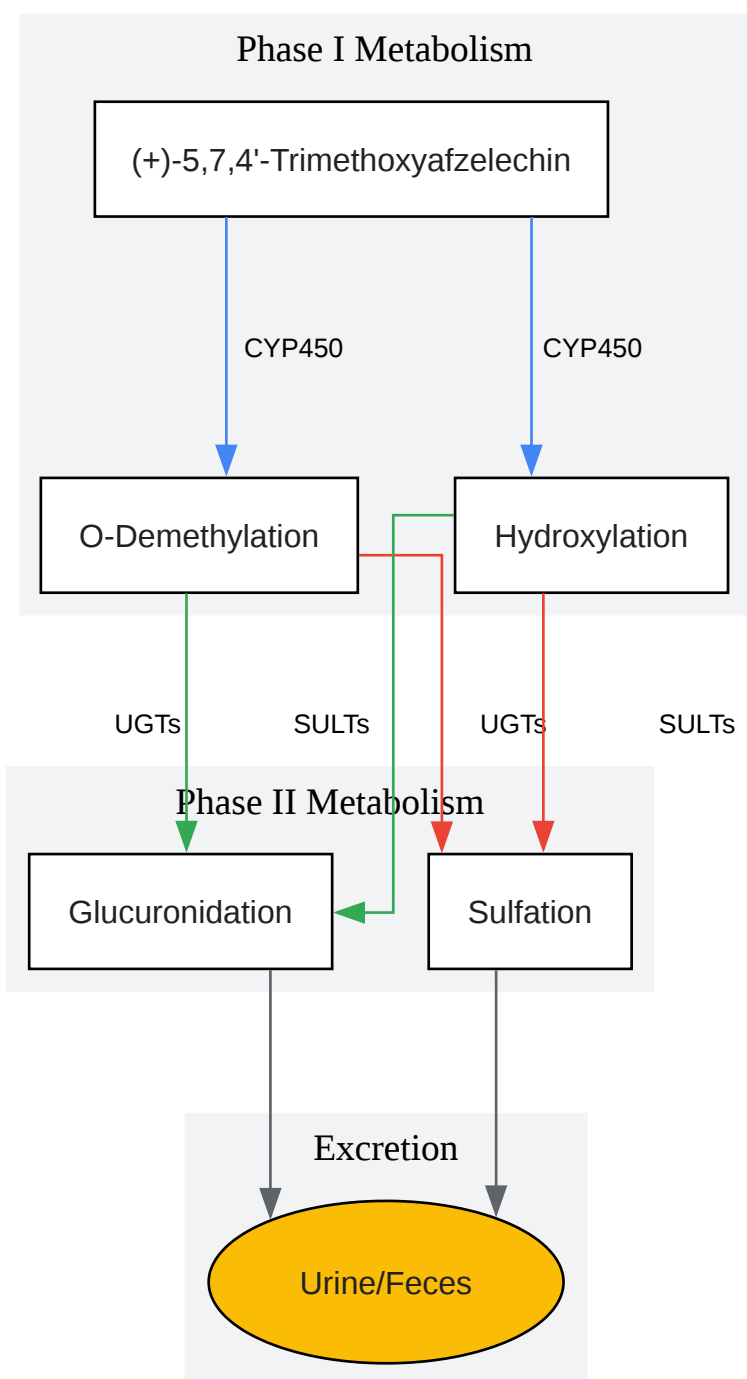 Phase I Metabolism
(+)-5,7,4'-Trimethoxyafzelechin
CYP450
CYP450
O-Demethylation
Hydroxylation
UGTs
SULTs
UGTs
SULTs
Phase II Metabolism
Glucuronidation
Sulfation
Excretion
Urine/Feces